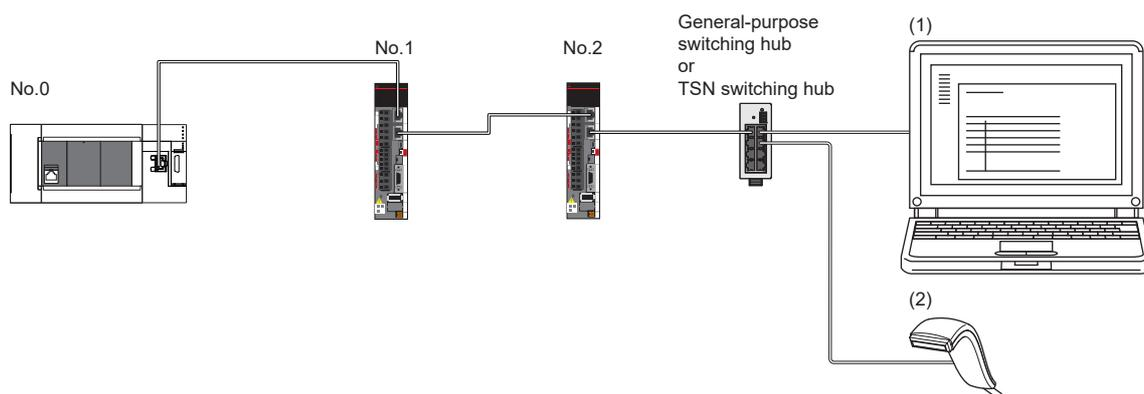 General-purpose
switching hub
or
TSN switching hub
(1)
No.1
No.2
No.0
(2)